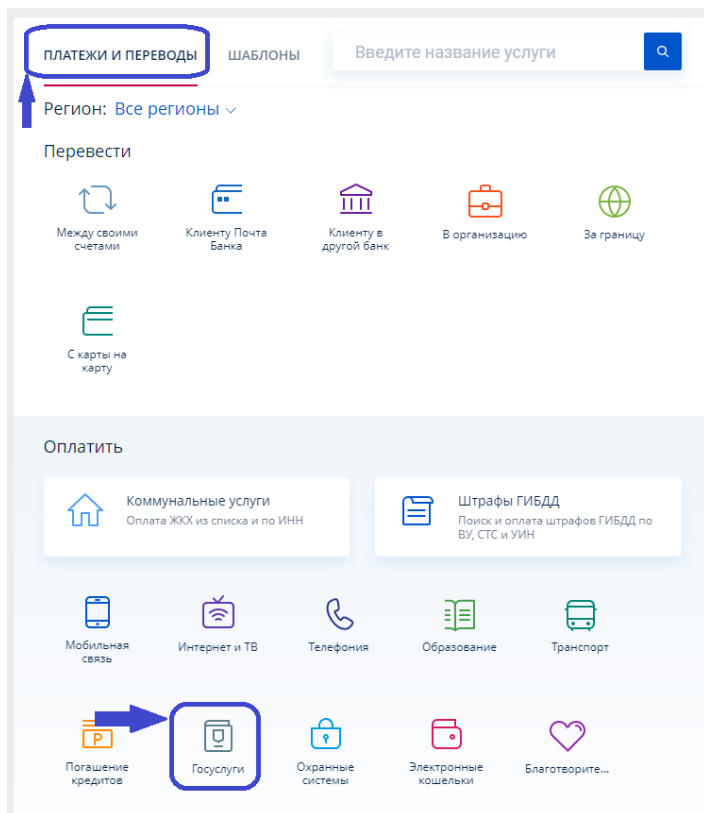 ПЛАТЕЖИ И ПЕРЕВОДЫ ШАБЛОНЫ Введите название услуги
Регион: Все регионы
Перевести
Между своими счетами
Клиенту Почта Банка
Клиенту в другой банк
В организацию
За границу
С карты на карту
Оплатить
Коммунальные услуги
Оплата ЖКХ из списка и по ИНН
Штрафы ГИБДД
Поиск и оплата штрафов ГИБДД по
ВУ, СТС и УИН
Мобильная связь
Интернет и ТВ
Телефония
Образование
Транспорт
Р
Погашение кредитов
Госуслуги
Охранные системы
Электронные кошельки
Благотворите...